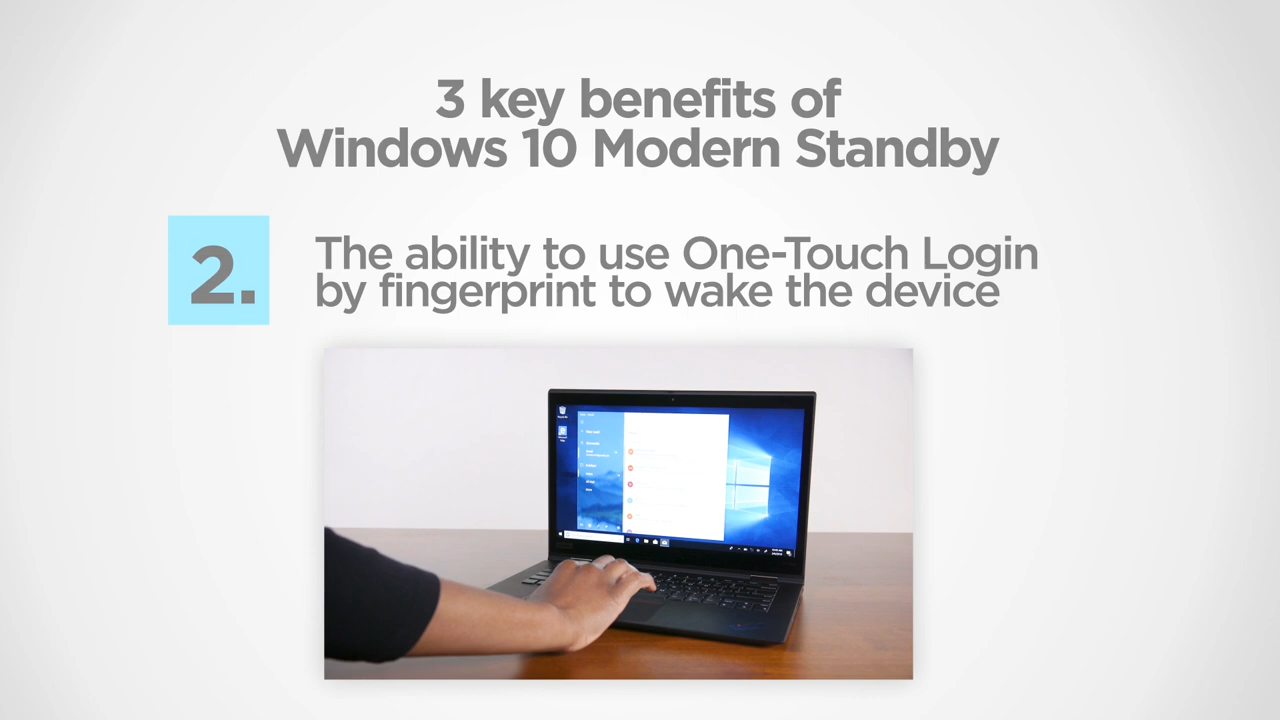 3 key benefits of
Windows 10 Modern Standby
2.
The ability to use One-Touch Login
by fingerprint to wake the device